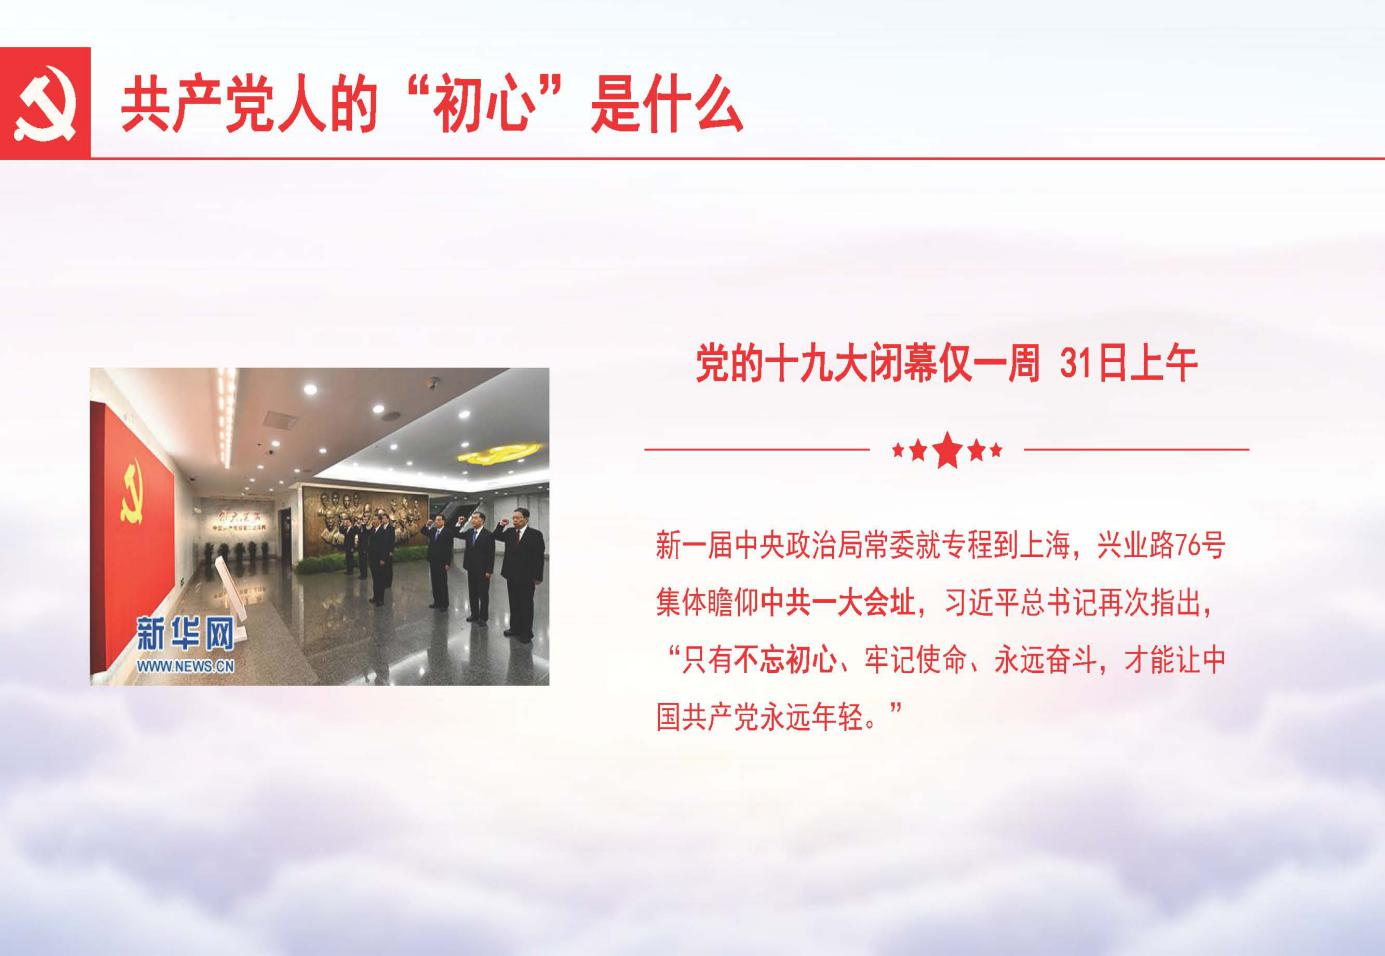 共产党人的“初心”是什么
党的十九大闭幕仅一周 31日上午
新一届中央政治局常委就专程到上海，兴业路76号
集体瞻仰中共一大会址，习近平总书记再次指出，
“只有不忘初心、牢记使命、永远奋斗，才能让中
国共产党永远年轻。”
新华网
WWW.NEWS.CN